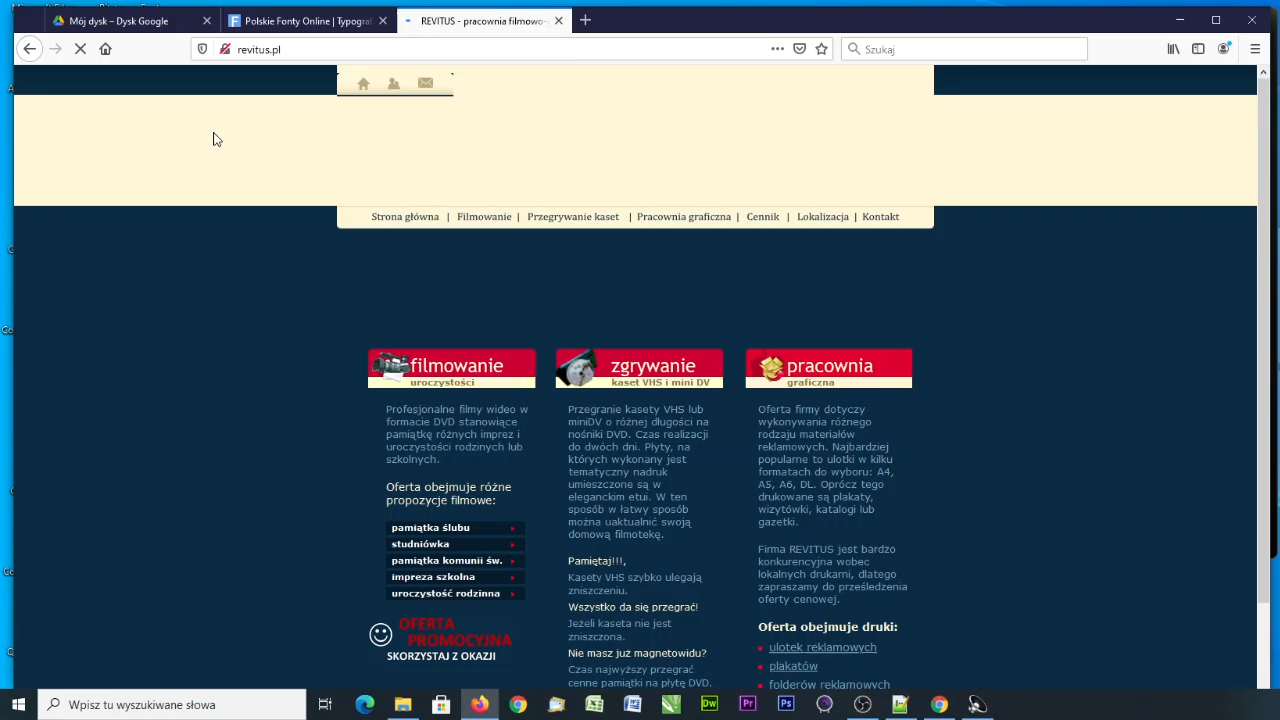 Mój dysk – Dysk Google
Polskie Fonty Online | Typograf
REVITUS - pracownia filmowo-
revitus.pl
Szukaj
Strona główna | Filmowanie | Przegrywanie kaset | Pracownia graficzna | Cennik | Lokalizacja | Kontakt
filmowanie
uroczystości
Profesjonalne filmy wideo w
formacie DVD stanowiące
pamiątkę różnych imprez i
uroczystości rodzinych lub
szkolnych.
Oferta obejmuje różne
propozycje filmowe:
pamiątka ślubu
studniówka
pamiątka komunii św.
impreza szkolna
uroczystość rodzinna
OFERTA
PROMOCYJNA
SKORZYSTAJ Z OKAZJI
zgrywanie
kaset VHS i mini DV
Przegranie kasety VHS lub
miniDV o różnej długości na
nośniki DVD. Czas realizacji
do dwóch dni. Płyty, na
których wykonany jest
tematyczny nadruk
umieszczone są w
eleganckim etui. W ten
sposób w łatwy sposób
można uaktualnić swoją
domową filmotekę.
Pamiętaj!!!,
Kasety VHS szybko ulegają
zniszczeniu.
Wszystko da się przegrać!
Jeżeli kaseta nie jest
zniszczona.
Nie masz już magnetowidu?
Czas najwyższy przegrać
cenne pamiątki na płytę DVD.
pracownia
graficzna
Oferta firmy dotyczy
wykonywania różnego
rodzaju materiałów
reklamowych. Najbardziej
popularne to ulotki w kilku
formatach do wyboru: A4,
A5, A6, DL. Oprócz tego
drukowane są plakaty,
wizytówki, katalogi lub
gazetki.
Firma REVITUS jest bardzo
konkurencyjna wobec
lokalnych drukarni, dlatego
zapraszamy do prześledzenia
oferty cenowej.
Oferta obejmuje druki:
ulotek reklamowych
plakatów
folderów reklamowych
Wpisz tu wyszukiwane słowa
Dw
Pr
Ps